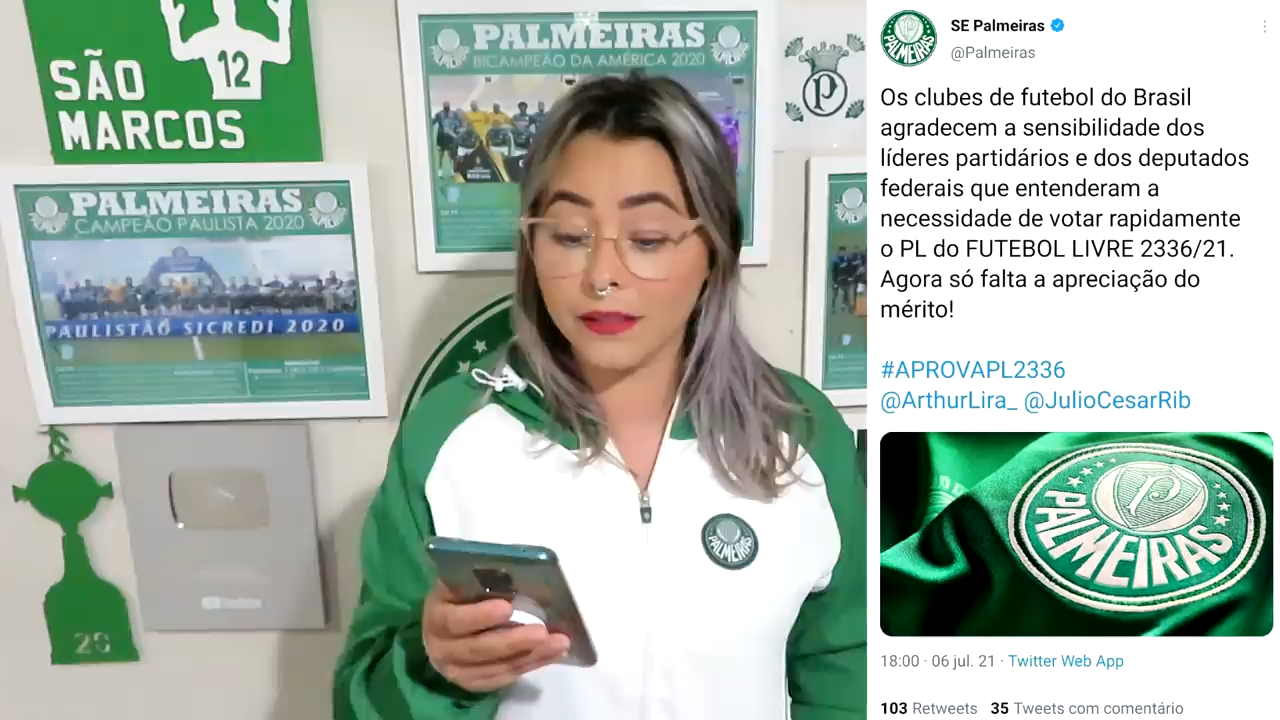 SÃO
12
MARCOS
PALMEIRAS
BICAMPEÃO DA AMÉRICA 2020
P
PALMEIRAS
CAMPEÃO PAULISTA 2020
PAULISTÃO SICREDI 2020
20
YouTube
PALMEIRAS
PALMEIRAS
SE Palmeiras
@Palmeiras
Os clubes de futebol do Brasil
agradecem a sensibilidade dos
líderes partidários e dos deputados
federais que entenderam a
necessidade de votar rapidamente
o PL do FUTEBOL LIVRE 2336/21.
Agora só falta a apreciação do
mérito!
#APROVAPL2336
@ArthurLira_ @JulioCesarRib
P
PALMEIRAS
18:00 · 06 jul. 21 · Twitter Web App
103 Retweets 35 Tweets com comentário